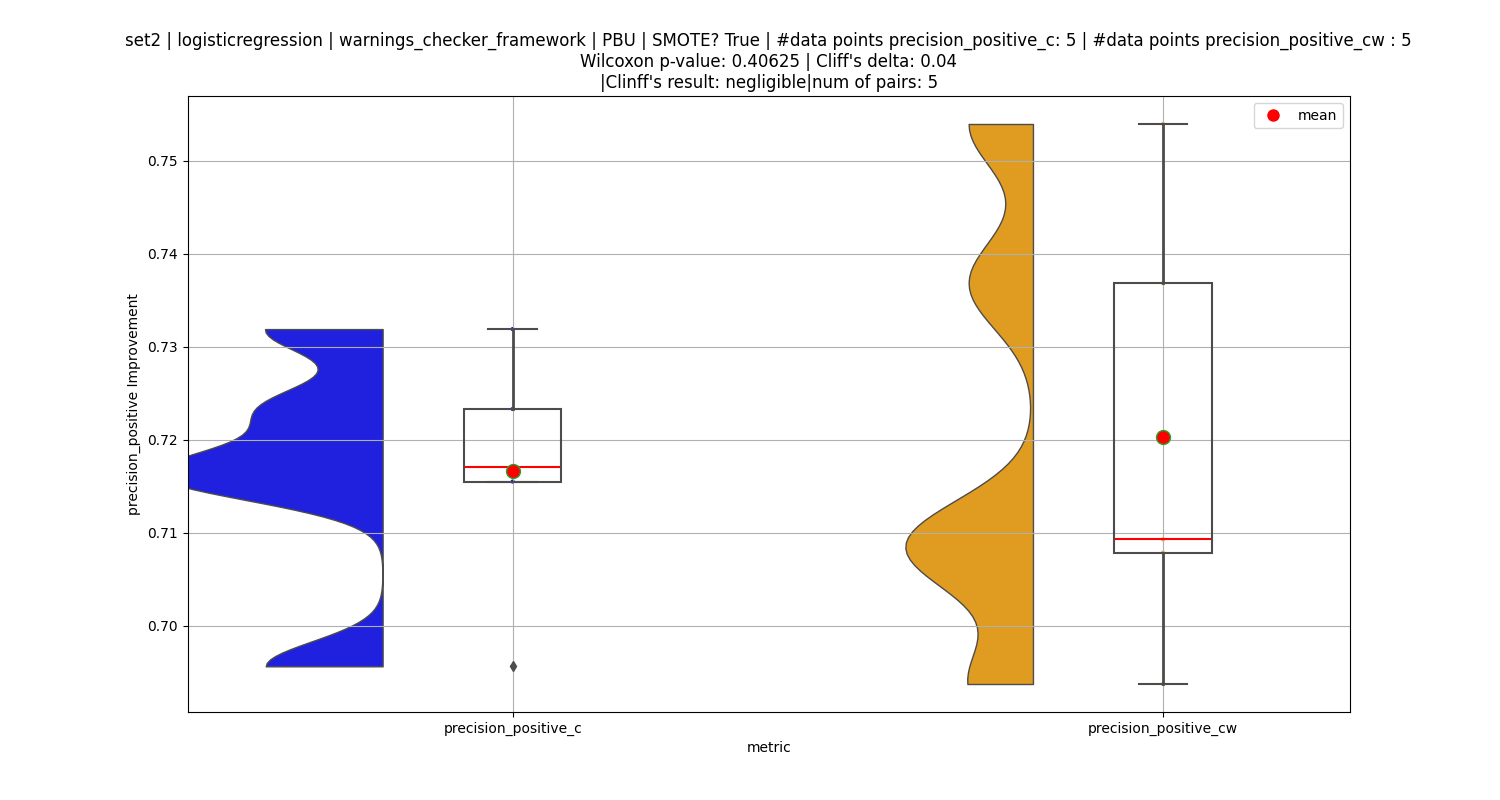 set2 | logisticregression | warnings_checker_framework | PBU | SMOTE? True | #data points precision_positive_c: 5 | #data points precision_positive_cw : 5
Wilcoxon p-value: 0.40625 | Cliff's delta: 0.04
|Clinff's result: negligible|num of pairs: 5
mean
0.75
0.74
0.73
0.72
0.71
0.70
precision_positive Improvement
precision_positive_c
precision_positive_cw
metric